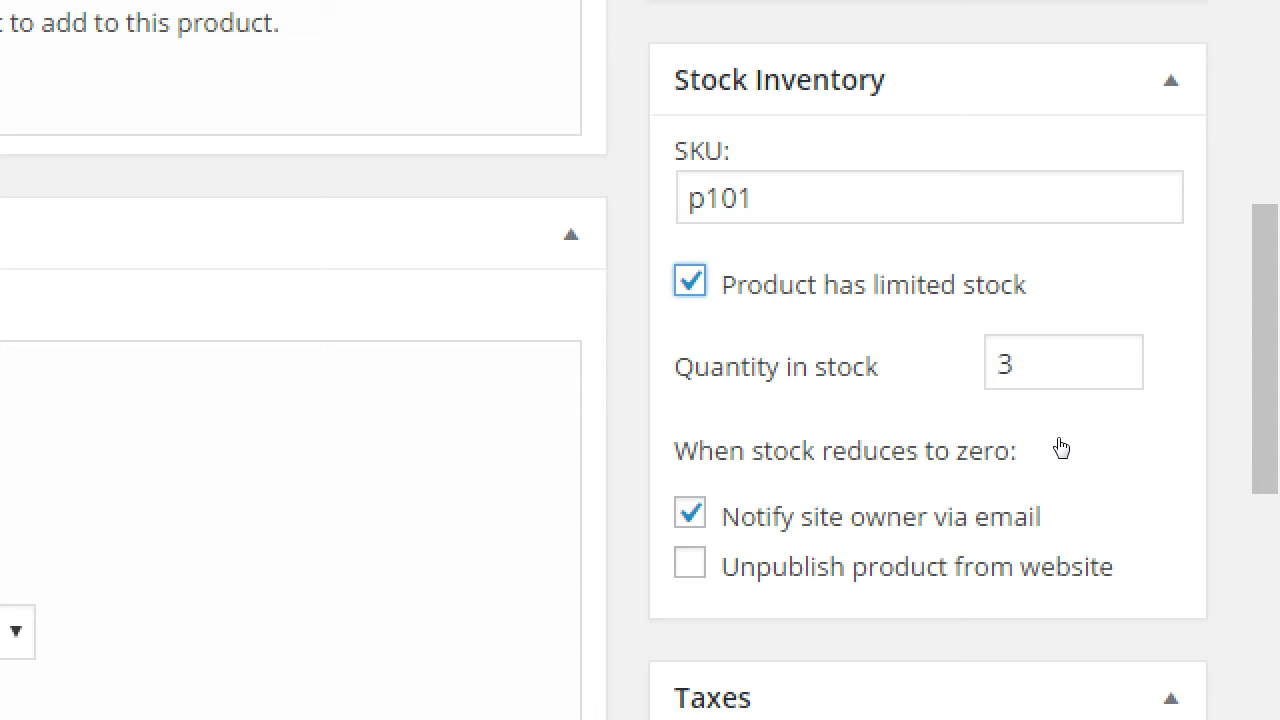 to add to this product.
Stock Inventory
SKU:
p101
Product has limited stock
Quantity in stock
3
When stock reduces to zero:
Notify site owner via email
Unpublish product from website
Taxes